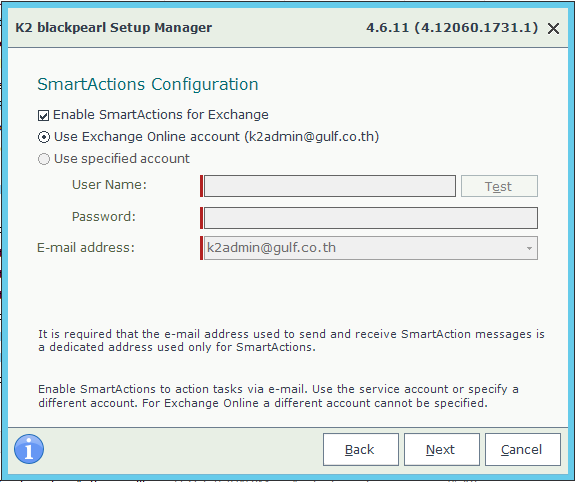 K2 blackpearl Setup Manager 4.6.11 (4.12060.1731.1)
SmartActions Configuration
Enable SmartActions for Exchange
Use Exchange Online account (k2admin@gulf.co.th)
Use specified account
User Name: Test
Password:
E-mail address: k2admin@gulf.co.th
It is required that the e-mail address used to send and receive SmartAction messages is
a dedicated address used only for SmartActions.
Enable SmartActions to action tasks via e-mail. Use the service account or specify a
different account. For Exchange Online a different account cannot be specified.
Back Next Cancel